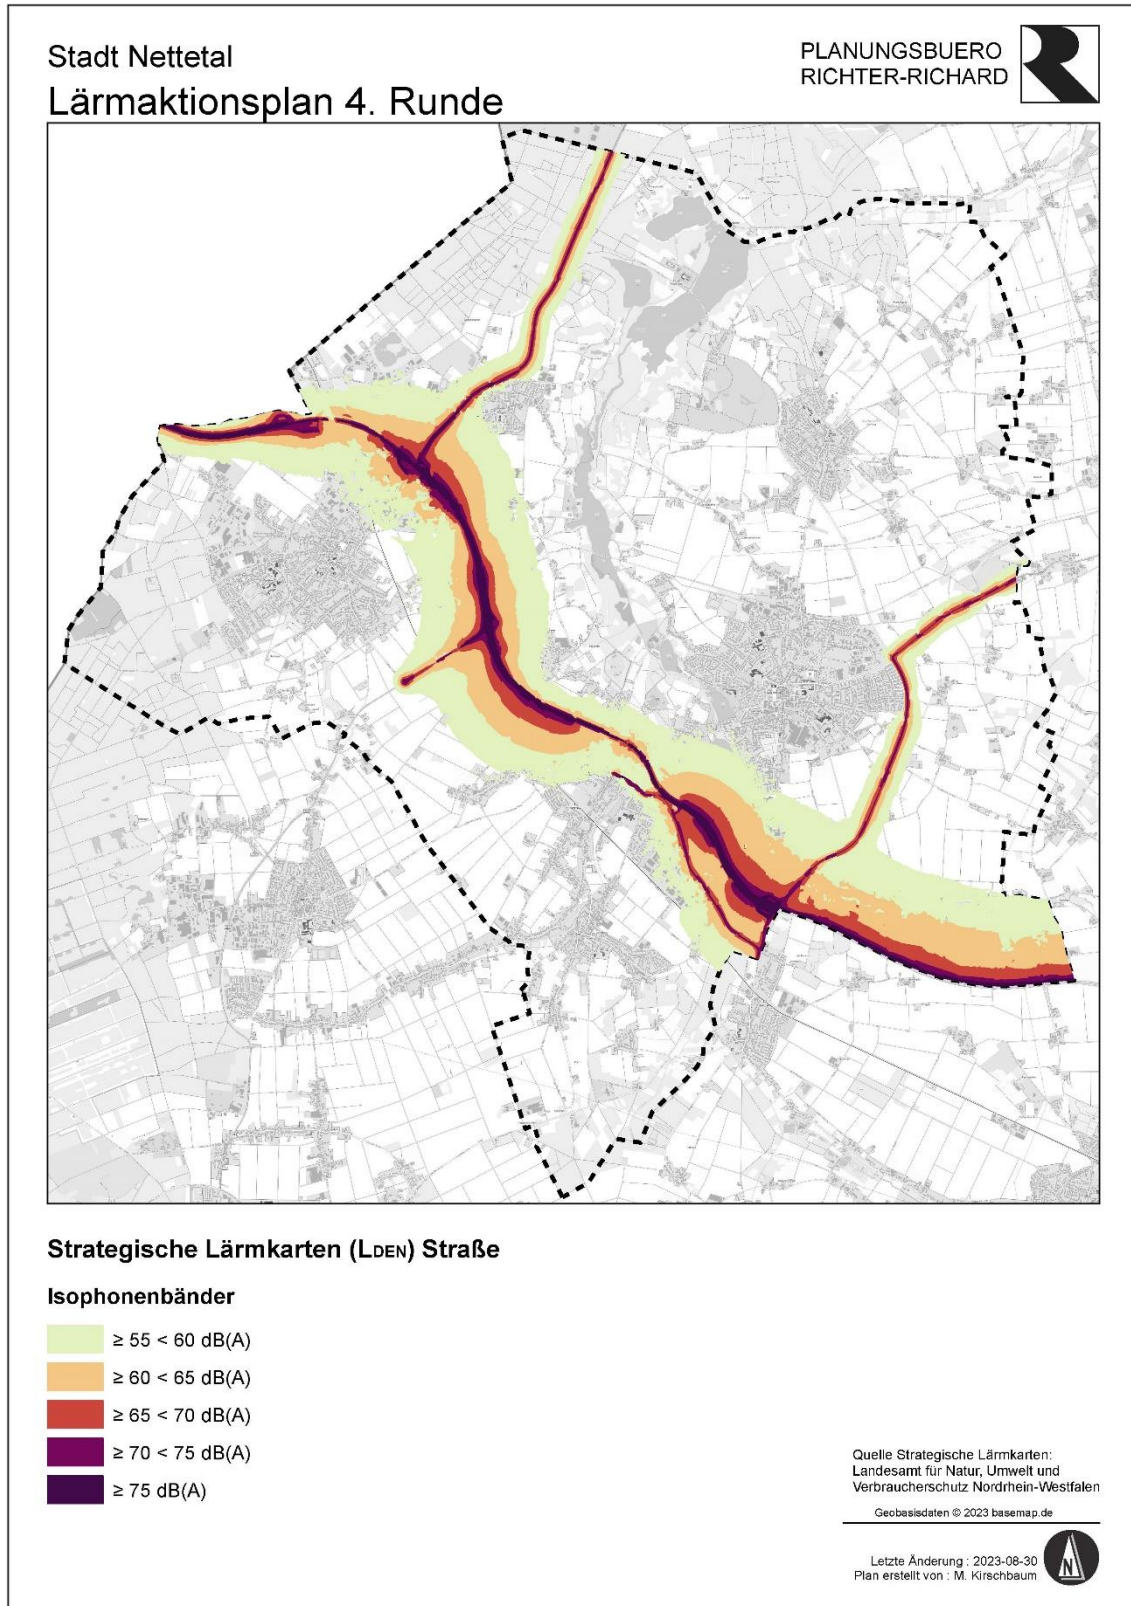 Stadt Nettetal
Lärmaktionsplan 4. Runde
PLANUNGSBUERO
RICHTER-RICHARD
Strategische Lärmkarten (LDEN) Straße
Isophonenbänder
≥ 55 < 60 dB(A)
≥ 60 < 65 dB(A)
≥ 65 < 70 dB(A)
≥ 70 < 75 dB(A)
≥ 75 dB(A)
Quelle Strategische Lärmkarten:
Landesamt für Natur, Umwelt und
Verbraucherschutz Nordrhein-Westfalen
Geobasisdaten © 2023 basemap.de
Letzte Änderung : 2023-08-30
Plan erstellt von : M. Kirschbaum
N